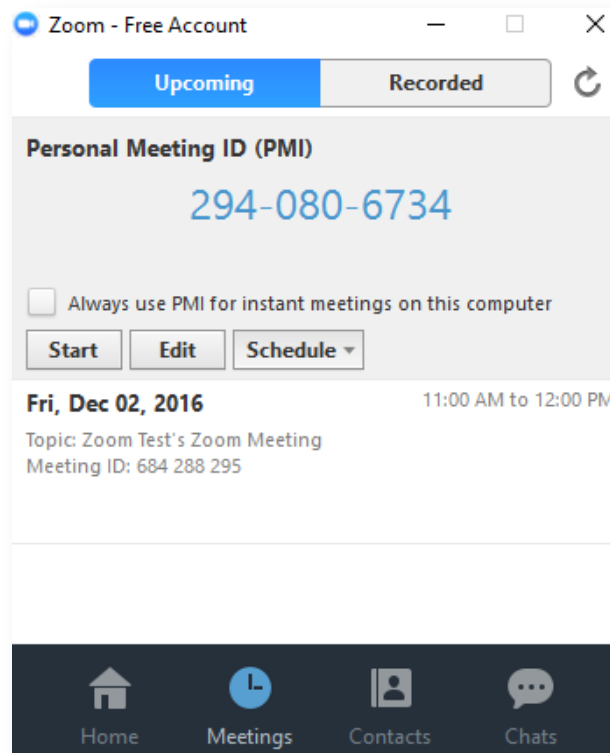 Zoom - Free Account
Upcoming Recorded
Personal Meeting ID (PMI)
294-080-6734
Always use PMI for instant meetings on this computer
Start Edit Schedule
Fri, Dec 02, 2016 11:00 AM to 12:00 PM
Topic: Zoom Test's Zoom Meeting
Meeting ID: 684 288 295
Home Meetings Contacts Chats